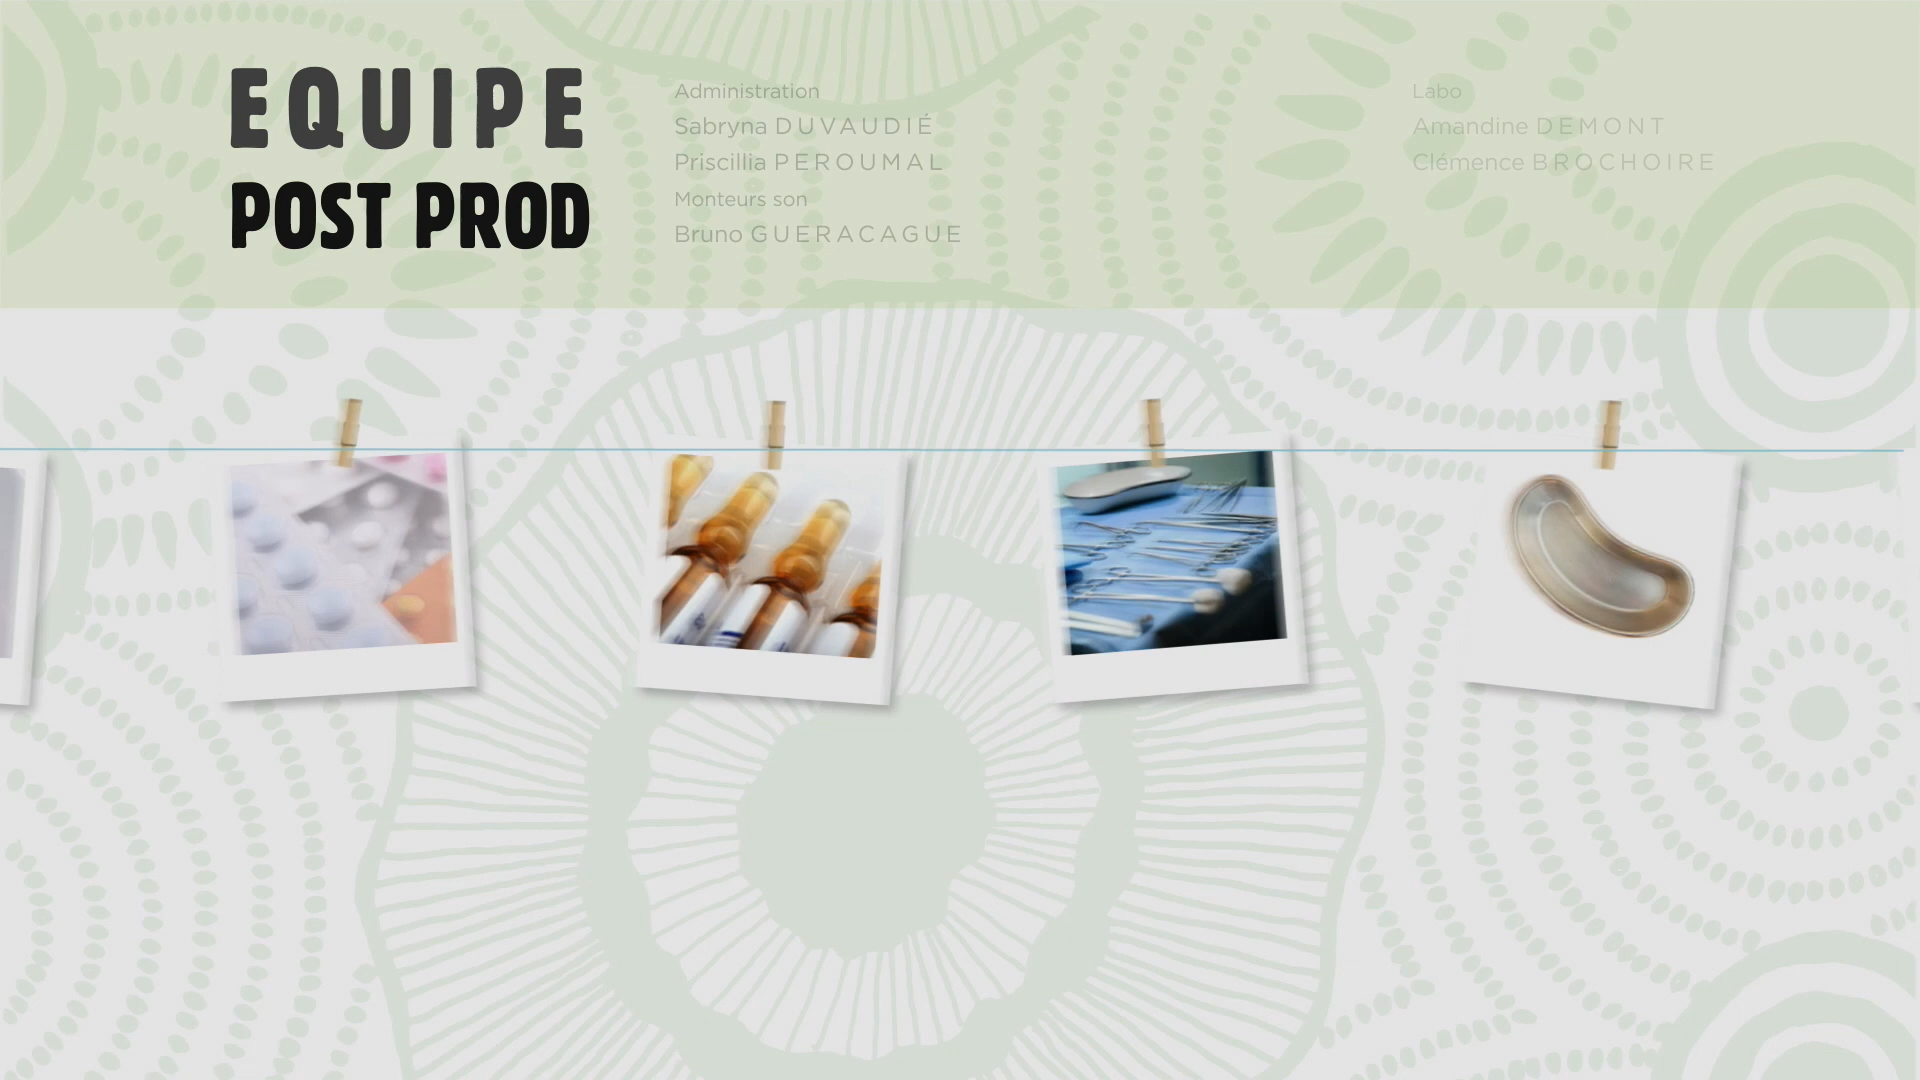 EQUIPE
POST PROD
Administration
Sabryna DUVAUDIÉ
Priscillia PEROUMAL
Monteurs son
Bruno GUERACAGUE
Labo
Amandine DEMONT
Clémence BROCHOIRE